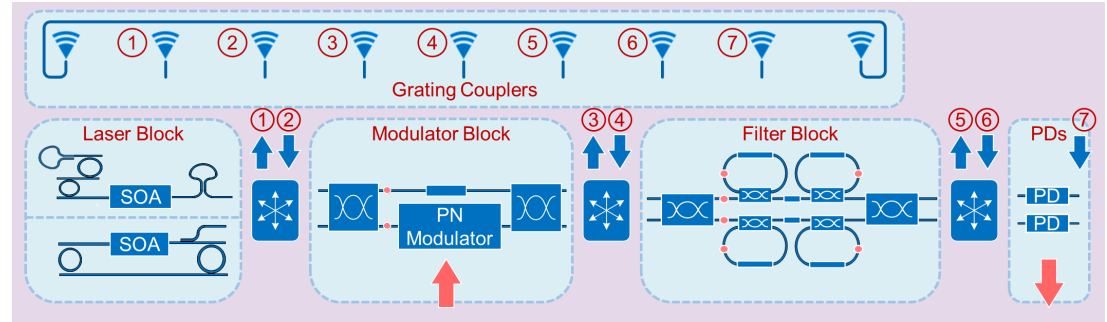 ① ② ③ ④ ⑤ ⑥ ⑦
Grating Couplers
Laser Block
① ②
Modulator Block
③ ④
Filter Block
⑤ ⑥
PDs
⑦
SOA
SOA
PN
Modulator
PD
PD